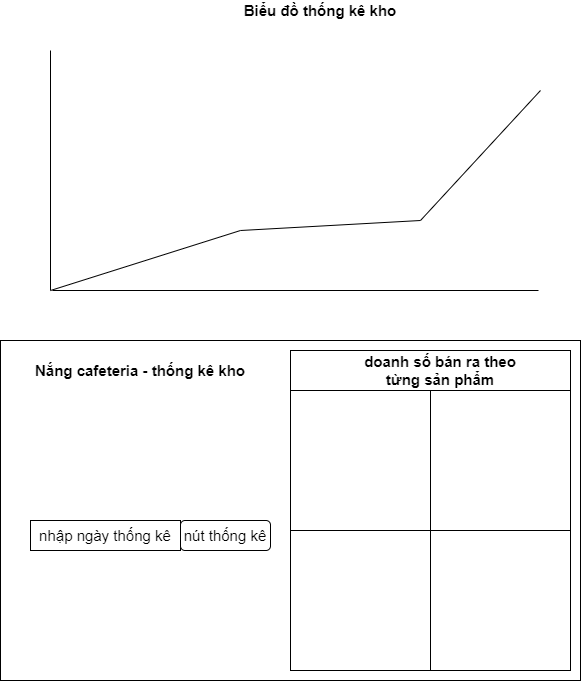 Biểu đồ thống kê kho
Nắng cafeteria - thống kê kho
doanh số bán ra theo
từng sản phẩm
nhập ngày thống kê
nút thống kê